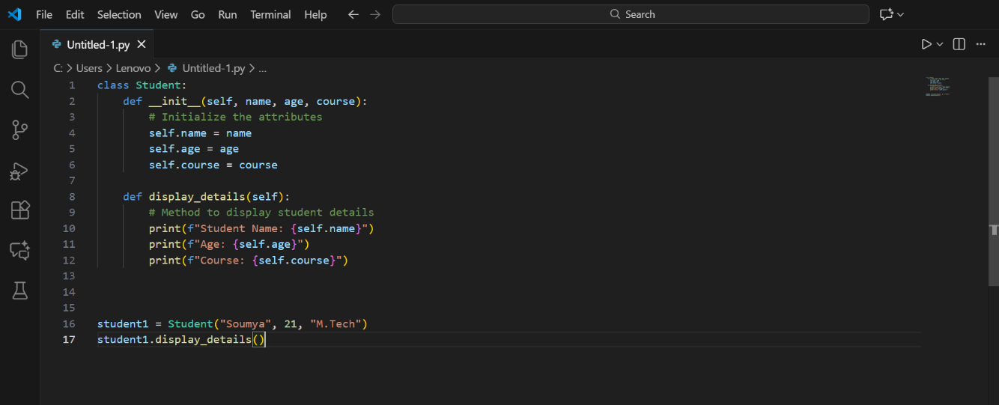 File Edit Selection View Go Run Terminal Help Search
Untitled-1.py
C: > Users > Lenovo > Untitled-1.py > ...
1 class Student:
2     def __init__(self, name, age, course):
3         # Initialize the attributes
4         self.name = name
5         self.age = age
6         self.course = course
7
8     def display_details(self):
9         # Method to display student details
10         print(f"Student Name: {self.name}")
11         print(f"Age: {self.age}")
12         print(f"Course: {self.course}")
13
14
15
16 student1 = Student("Soumya", 21, "M.Tech")
17 student1.display_details()